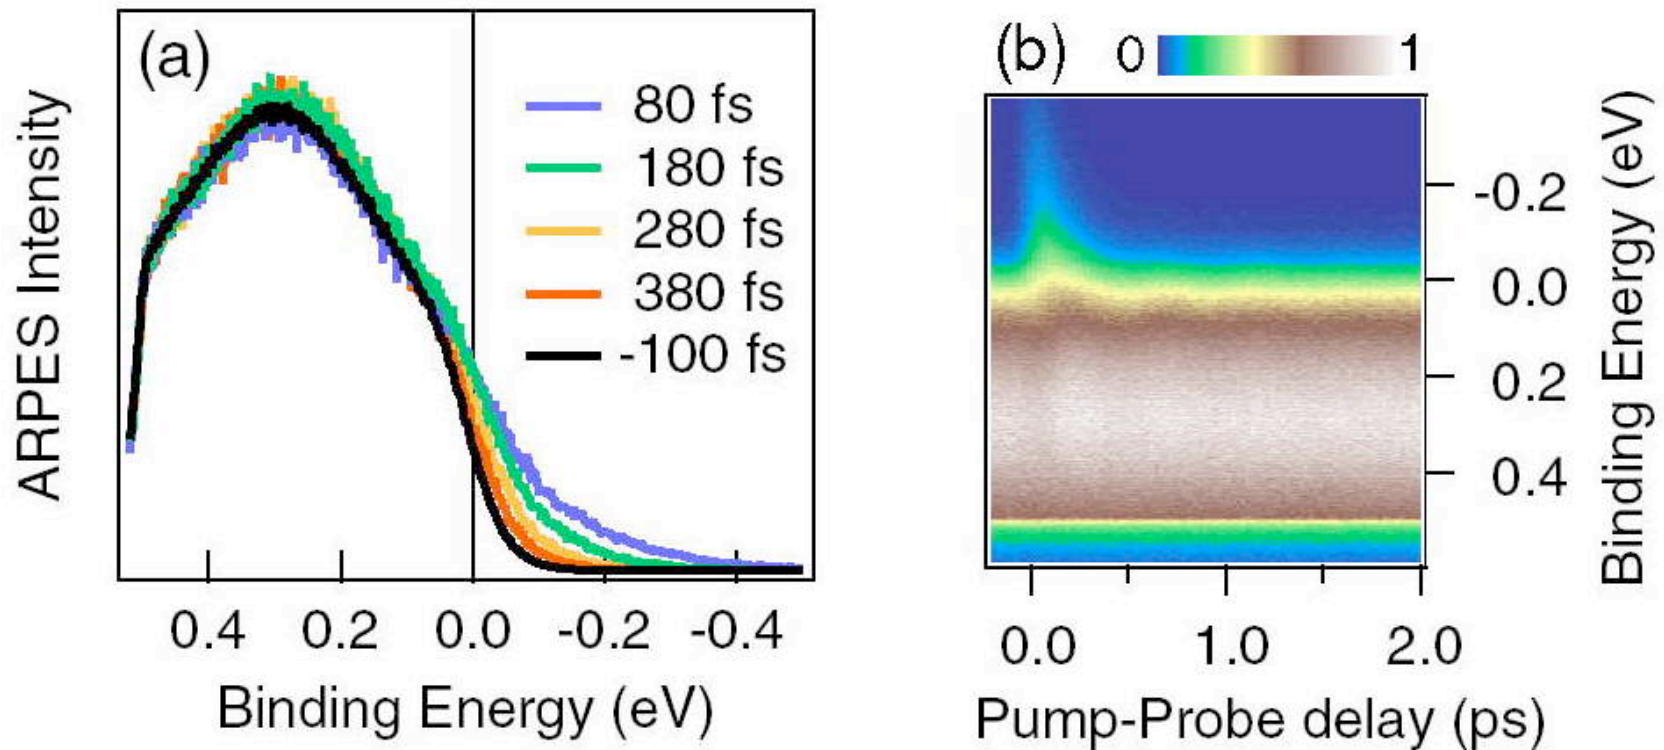 (a)
80 fs
180 fs
280 fs
380 fs
-100 fs
ARPES Intensity
0.4 0.2 0.0 -0.2 -0.4
Binding Energy (eV)
(b) 0 1
-0.2
0.0
0.2
0.4
Binding Energy (eV)
0.0 1.0 2.0
Pump-Probe delay (ps)